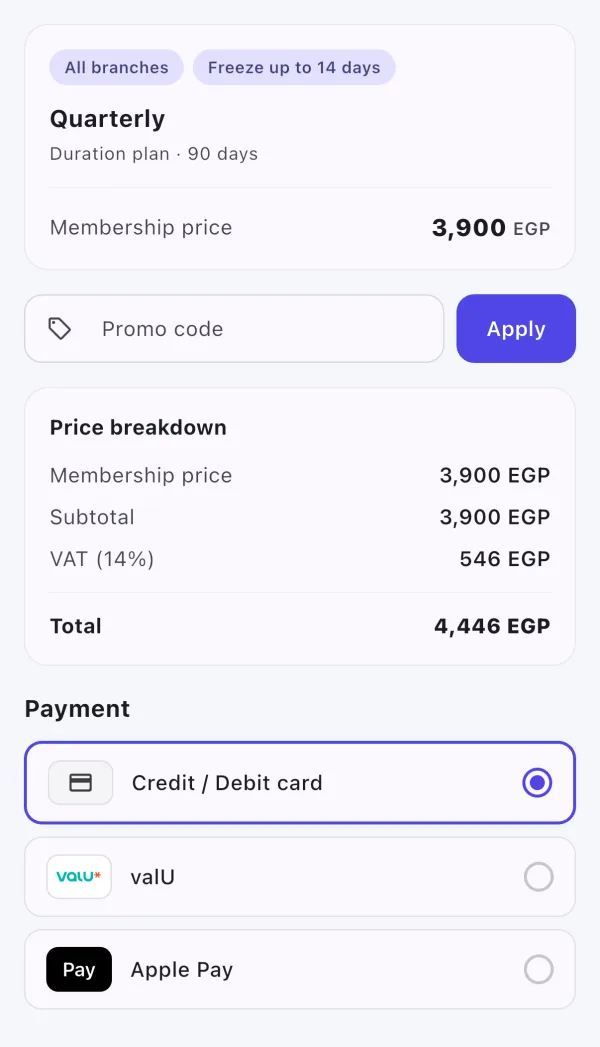 All branches Freeze up to 14 days
Quarterly
Duration plan · 90 days
Membership price 3,900 EGP
Promo code Apply
Price breakdown
Membership price 3,900 EGP
Subtotal 3,900 EGP
VAT (14%) 546 EGP
Total 4,446 EGP
Payment
Credit / Debit card
valU* valU
Pay Apple Pay